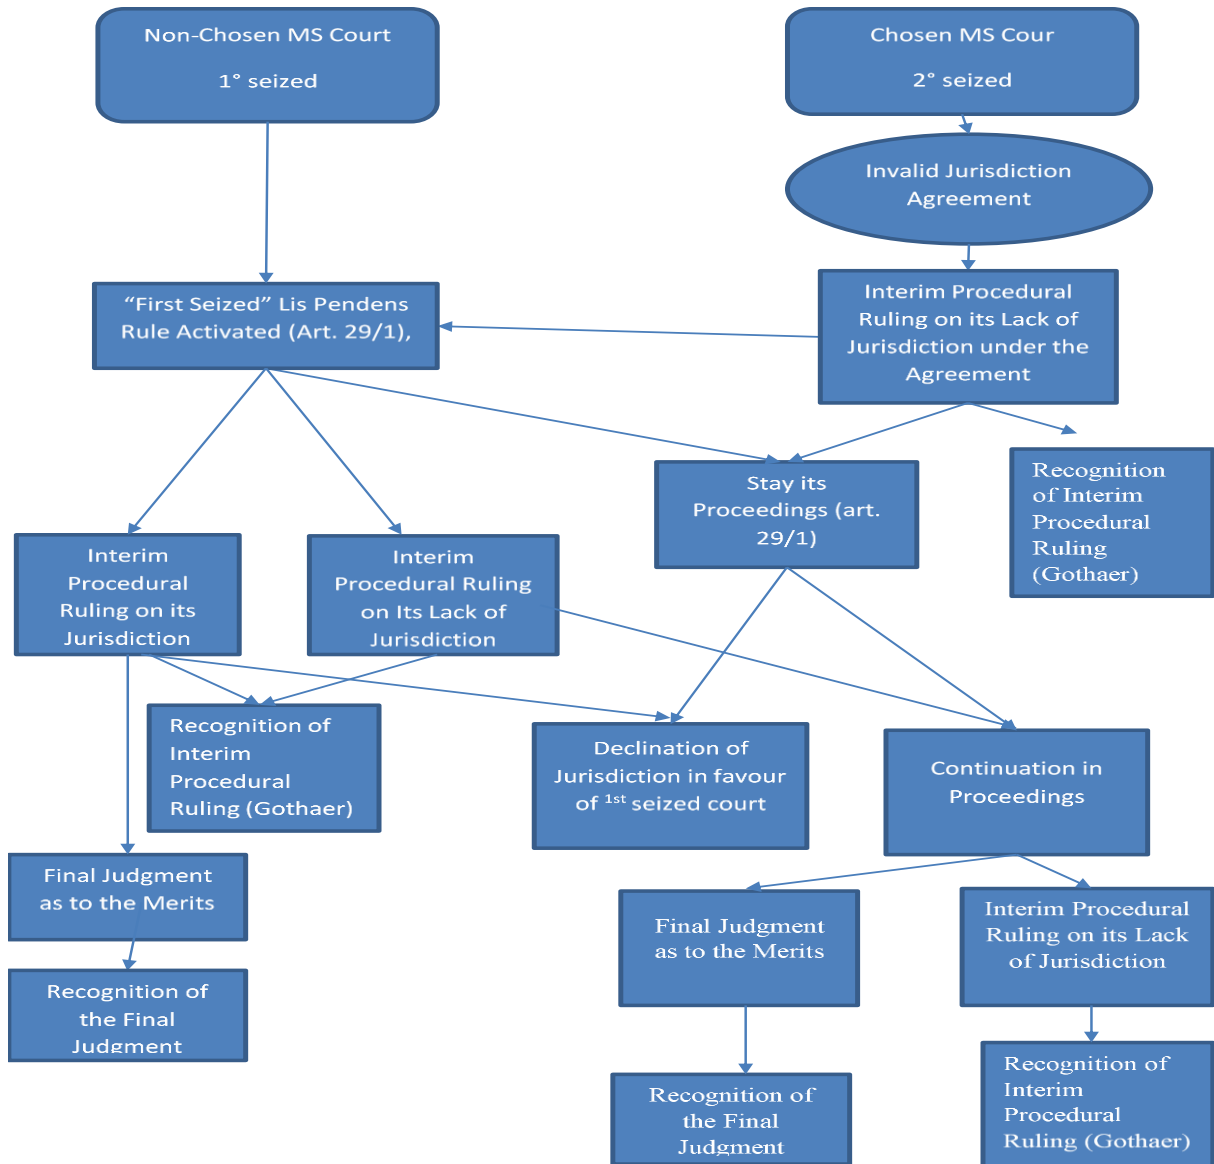 Non-Chosen MS Court
1° seized
Chosen MS Cour
2° seized
Invalid Jurisdiction
Agreement
"First Seized" Lis Pendens
Rule Activated (Art. 29/1),
Interim Procedural
Ruling on its Lack of
Jurisdiction under the
Agreement
Stay its
Proceedings (art.
29/1)
Recognition
of Interim
Procedural
Ruling
(Gothaer)
Interim
Procedural
Ruling on its
Jurisdiction
Interim
Procedural Ruling
on Its Lack of
Jurisdiction
Recognition of
Interim
Procedural
Ruling (Gothaer)
Declination of
Jurisdiction in favour
of 1st seized court
Continuation in
Proceedings
Final Judgment
as to the Merits
Final Judgment
as to the Merits
Interim Procedural
Ruling on its Lack
of Jurisdiction
Recognition of
the Final
Judgment
Recognition of
the Final
Judgment
Recognition of
Interim
Procedural
Ruling (Gothaer)